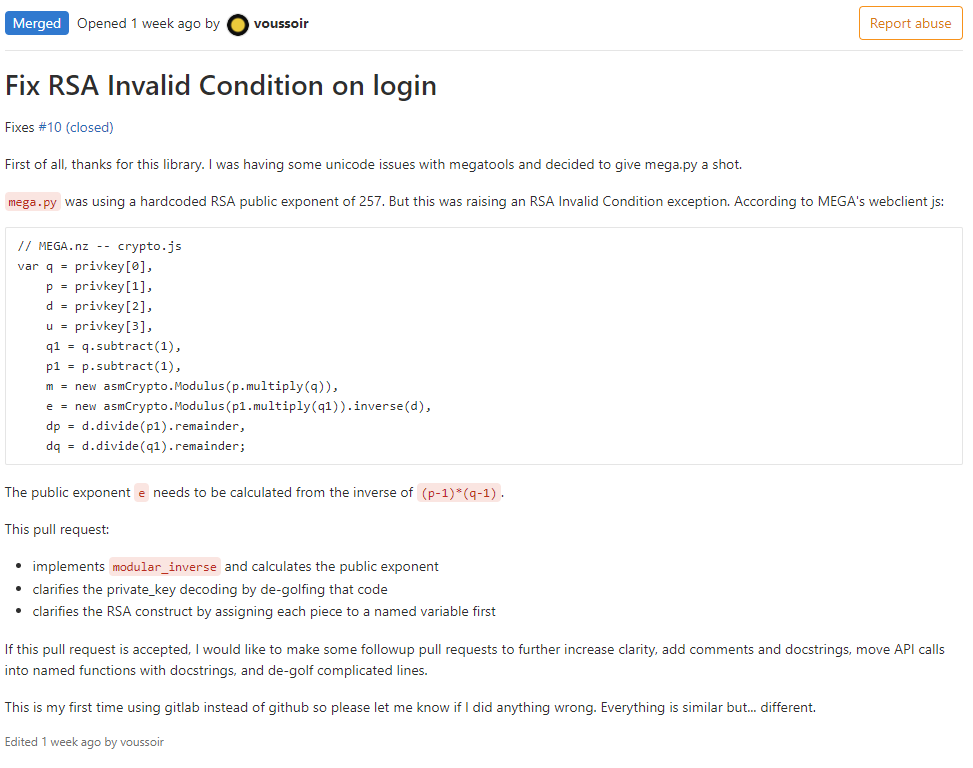 Merged Opened 1 week ago by voussoir Report abuse
Fix RSA Invalid Condition on login
Fixes #10 (closed)
First of all, thanks for this library. I was having some unicode issues with megatools and decided to give mega.py a shot.
mega.py was using a hardcoded RSA public exponent of 257. But this was raising an RSA Invalid Condition exception. According to MEGA's webclient js:
// MEGA.nz -- crypto.js
var q = privkey[0],
    p = privkey[1],
    d = privkey[2],
    u = privkey[3],
    q1 = q.subtract(1),
    p1 = p.subtract(1),
    m = new asmCrypto.Modulus(p.multiply(q)),
    e = new asmCrypto.Modulus(p1.multiply(q1)).inverse(d),
    dp = d.divide(p1).remainder,
    dq = d.divide(q1).remainder;
The public exponent e needs to be calculated from the inverse of (p-1)*(q-1).
This pull request:
• implements modular_inverse and calculates the public exponent
• clarifies the private_key decoding by de-golfing that code
• clarifies the RSA construct by assigning each piece to a named variable first
If this pull request is accepted, I would like to make some followup pull requests to further increase clarity, add comments and docstrings, move API calls
into named functions with docstrings, and de-golf complicated lines.
This is my first time using gitlab instead of github so please let me know if I did anything wrong. Everything is similar but... different.
Edited 1 week ago by voussoir